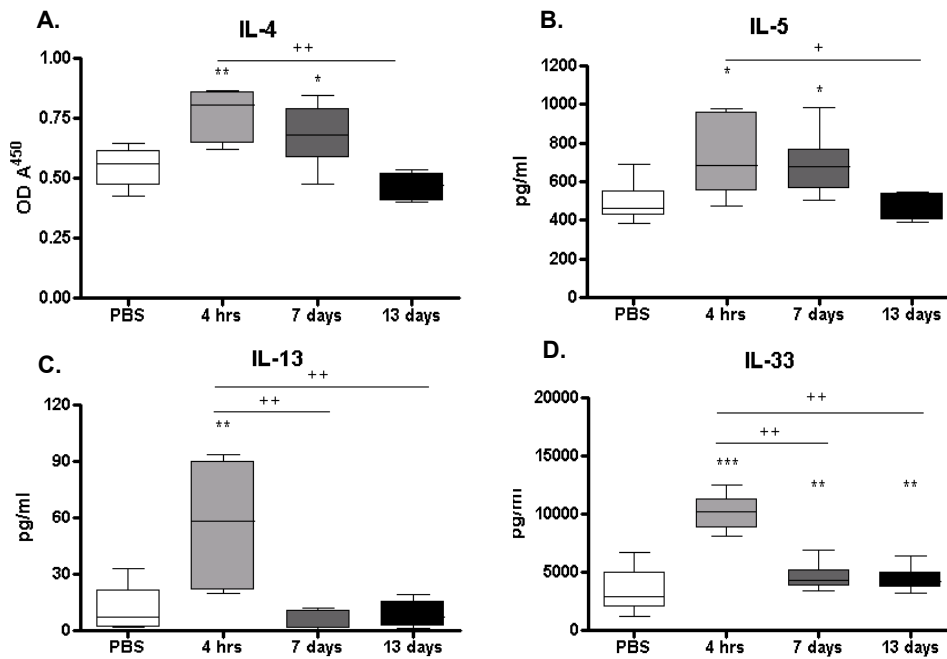 A.
IL-4
++
**
*
1.00
0.75
0.50
0.25
0.00
OD A450
PBS 4 hrs 7 days 13 days
B.
IL-5
+
*
*
1200
1000
800
600
400
200
0
pg/ml
PBS 4 hrs 7 days 13 days
C.
IL-13
++
++
**
120
90
60
30
0
pg/ml
PBS 4 hrs 7 days 13 days
D.
IL-33
++
++
***
** **
20000
15000
10000
5000
0
pg/ml
PBS 4 hrs 7 days 13 days